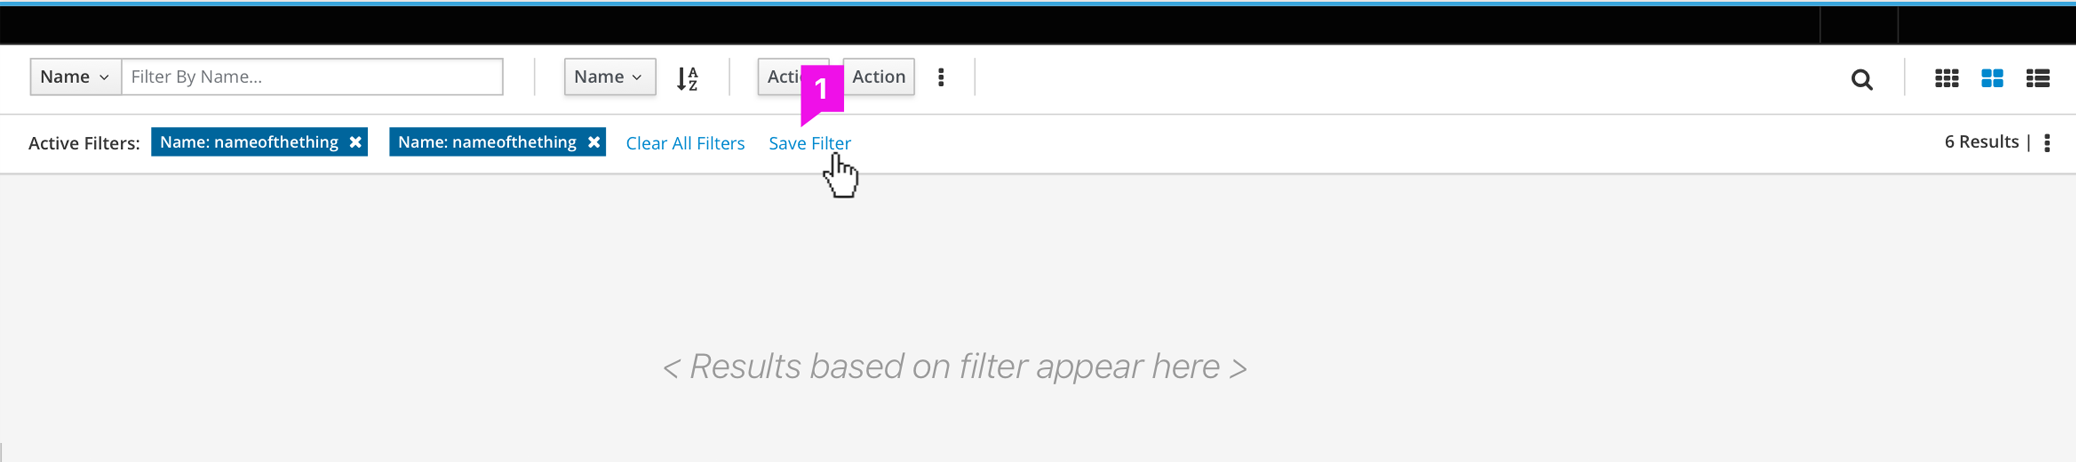 Name Filter By Name... Name A Z Acti 1 Action
Active Filters: Name: nameofthething Name: nameofthething Clear All Filters Save Filter 6 Results |
< Results based on filter appear here >